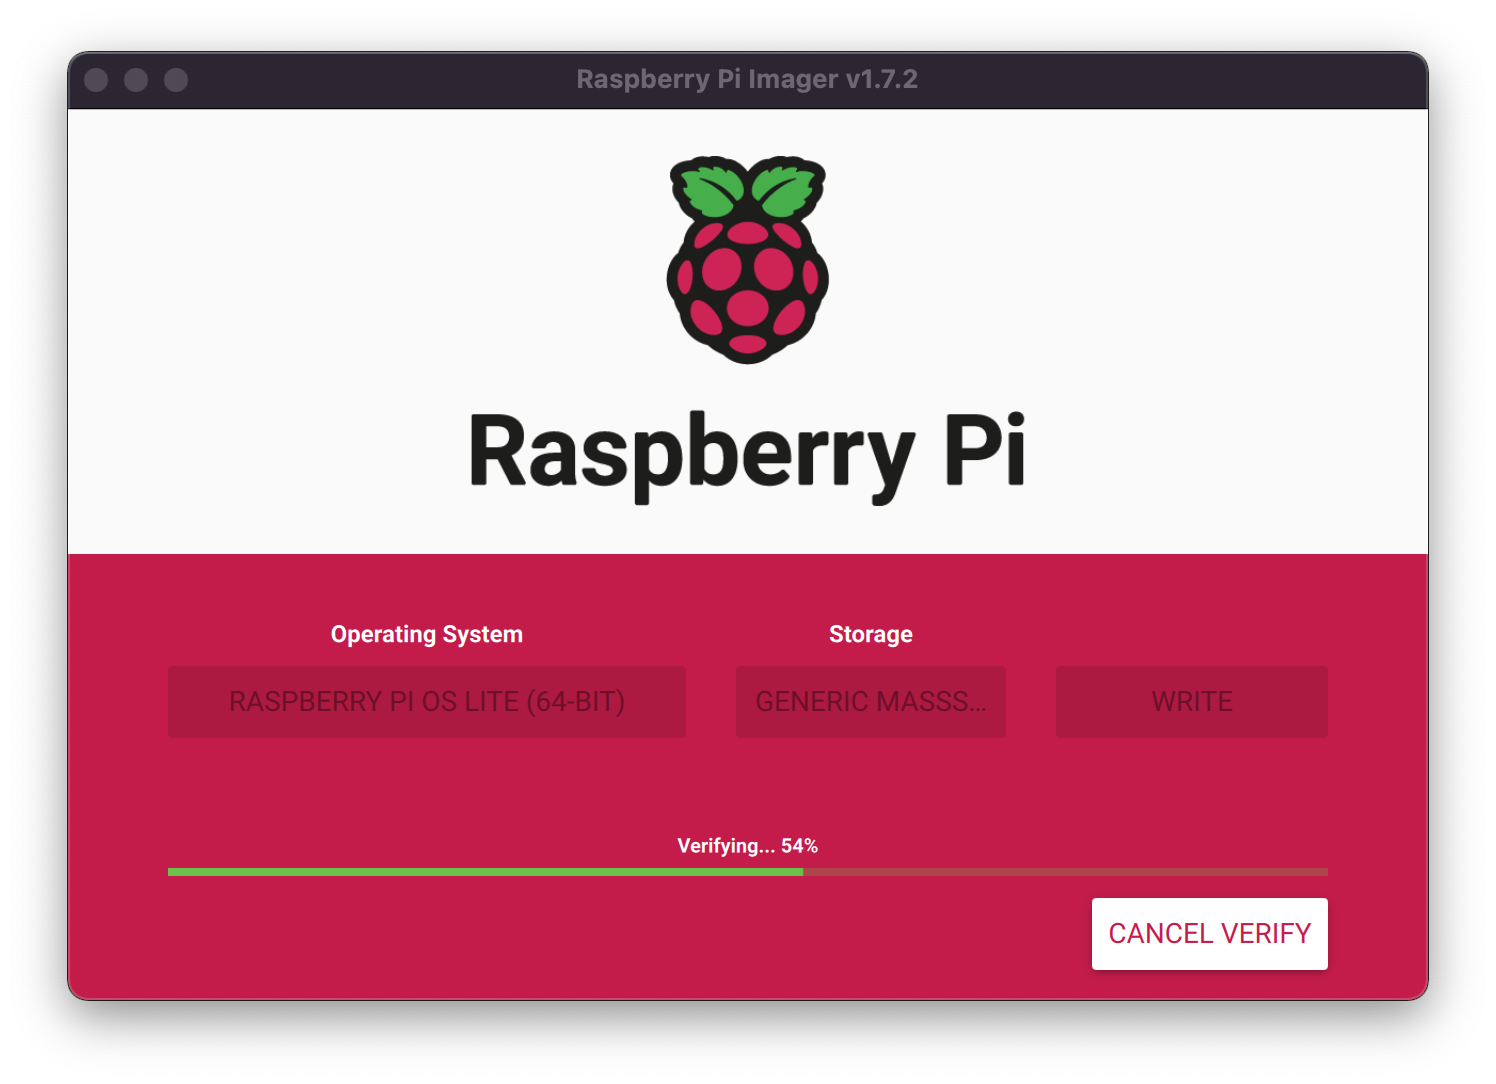 Raspberry Pi Imager v1.7.2
Raspberry Pi
Operating System
Storage
RASPBERRY PI OS LITE (64-BIT)
GENERIC MASSS...
WRITE
Verifying... 54%
CANCEL VERIFY